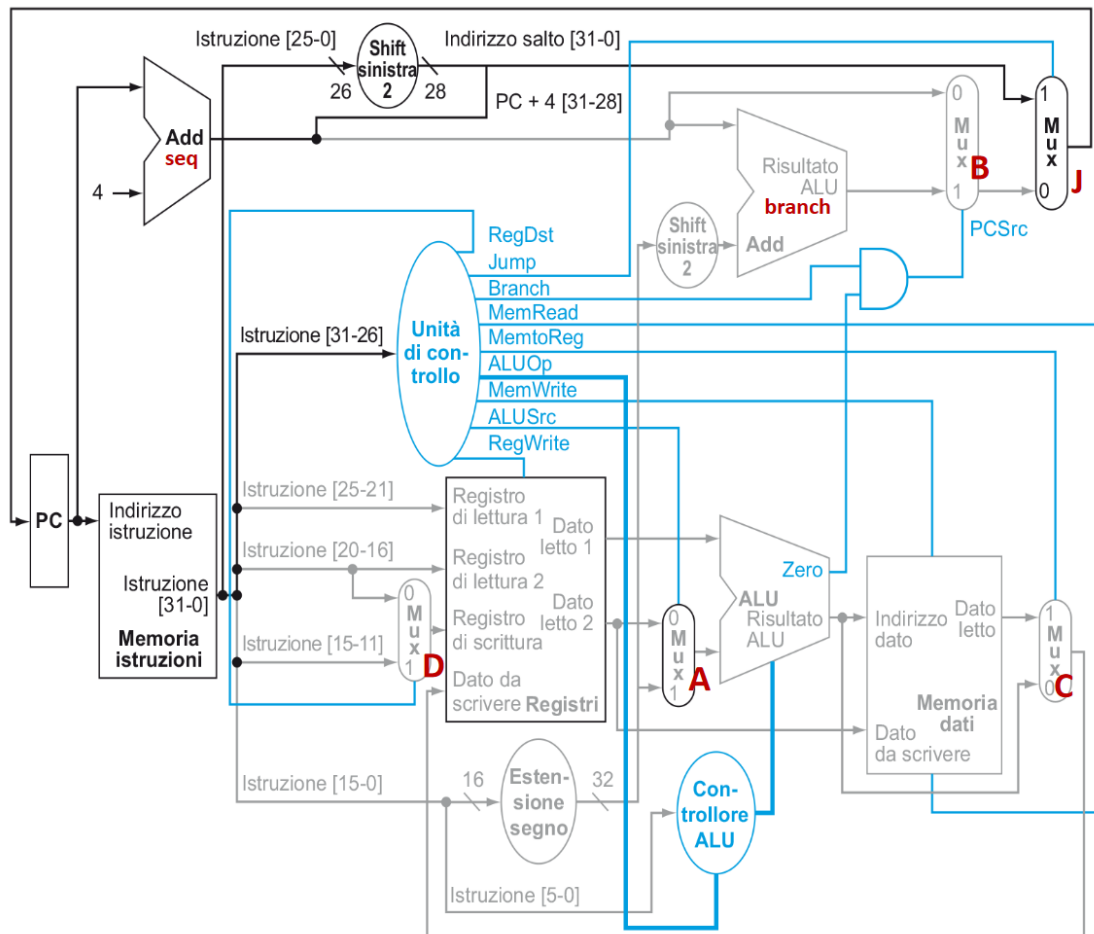 Istruzione [25-0]
Shift
sinistra
2
26
28
Indirizzo salto [31-0]
PC + 4 [31-28]
Add
seq
4
0
M
u
x
1
B
1
M
u
x
0
J
Risultato
ALU
branch
Add
Shift
sinistra
2
PCSrc
RegDst
Jump
Branch
MemRead
MemtoReg
ALUOp
MemWrite
ALUSrc
RegWrite
Unità
di con-
trollo
Istruzione [31-26]
PC
Indirizzo
istruzione
Istruzione
[31-0]
Memoria
istruzioni
Istruzione [25-21]
Istruzione [20-16]
Istruzione [15-11]
0
M
u
x
1
D
Registro
di lettura 1
Registro
di lettura 2
Registro
di scrittura
Dato da
scrivere
Registri
Dato
letto 1
Dato
letto 2
0
M
u
x
1
A
Zero
ALU
Risultato
ALU
Indirizzo
dato
Dato
letto
Memoria
dati
Dato
da scrivere
1
M
u
x
0
C
Istruzione [15-0]
16
Esten-
sione
segno
32
Con-
trollore
ALU
Istruzione [5-0]